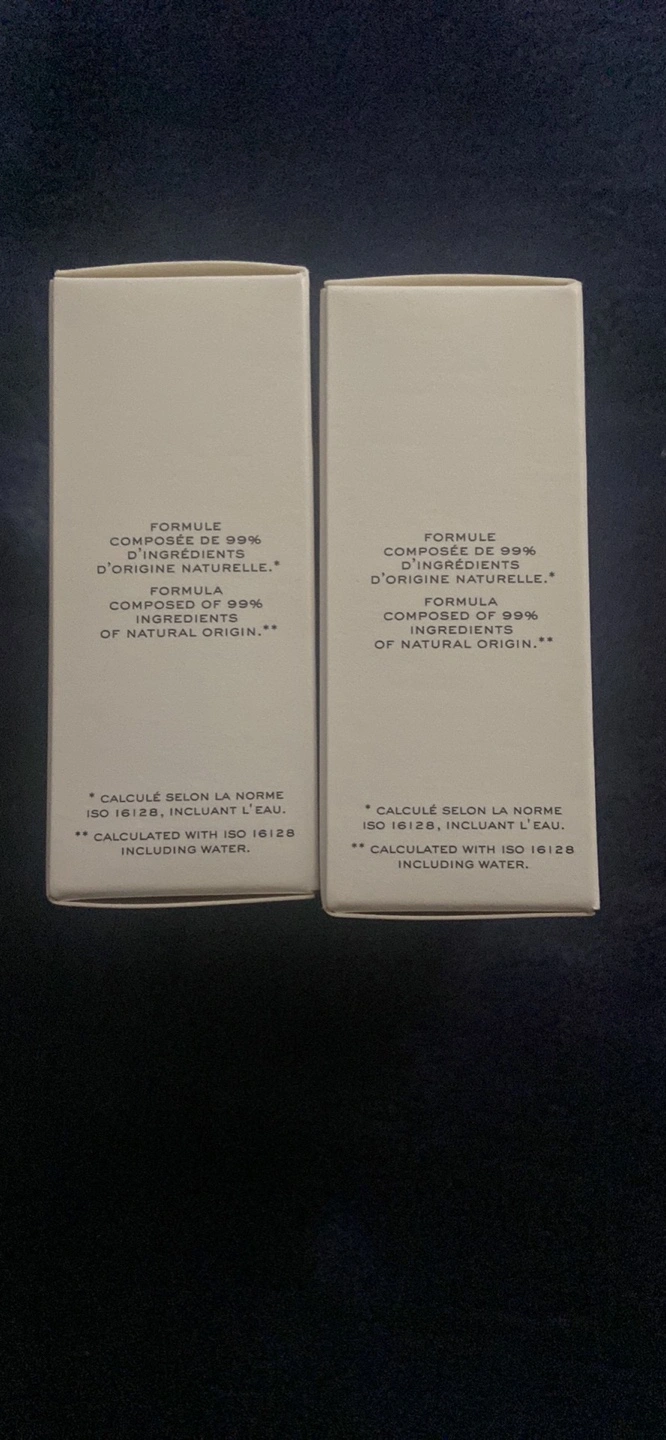 FORMULE
COMPOSÉE DE 99%
D'INGRÉDIENTS
D'ORIGINE NATURELLE.*
FORMULA
COMPOSED OF 99%
INGREDIENTS
OF NATURAL ORIGIN.**
* CALCULÉ SELON LA NORME
ISO 16128, INCLUANT L'EAU.
** CALCULATED WITH ISO 16128
INCLUDING WATER.
FORMULE
COMPOSÉE DE 99%
D'INGRÉDIENTS
D'ORIGINE NATURELLE.*
FORMULA
COMPOSED OF 99%
INGREDIENTS
OF NATURAL ORIGIN.**
* CALCULÉ SELON LA NORME
ISO 16128, INCLUANT L'EAU.
** CALCULATED WITH ISO 16128
INCLUDING WATER.